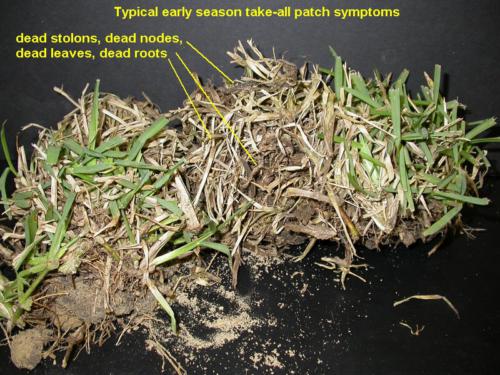 Typical early season take-all patch symptoms
dead stolons, dead nodes,
dead leaves, dead roots